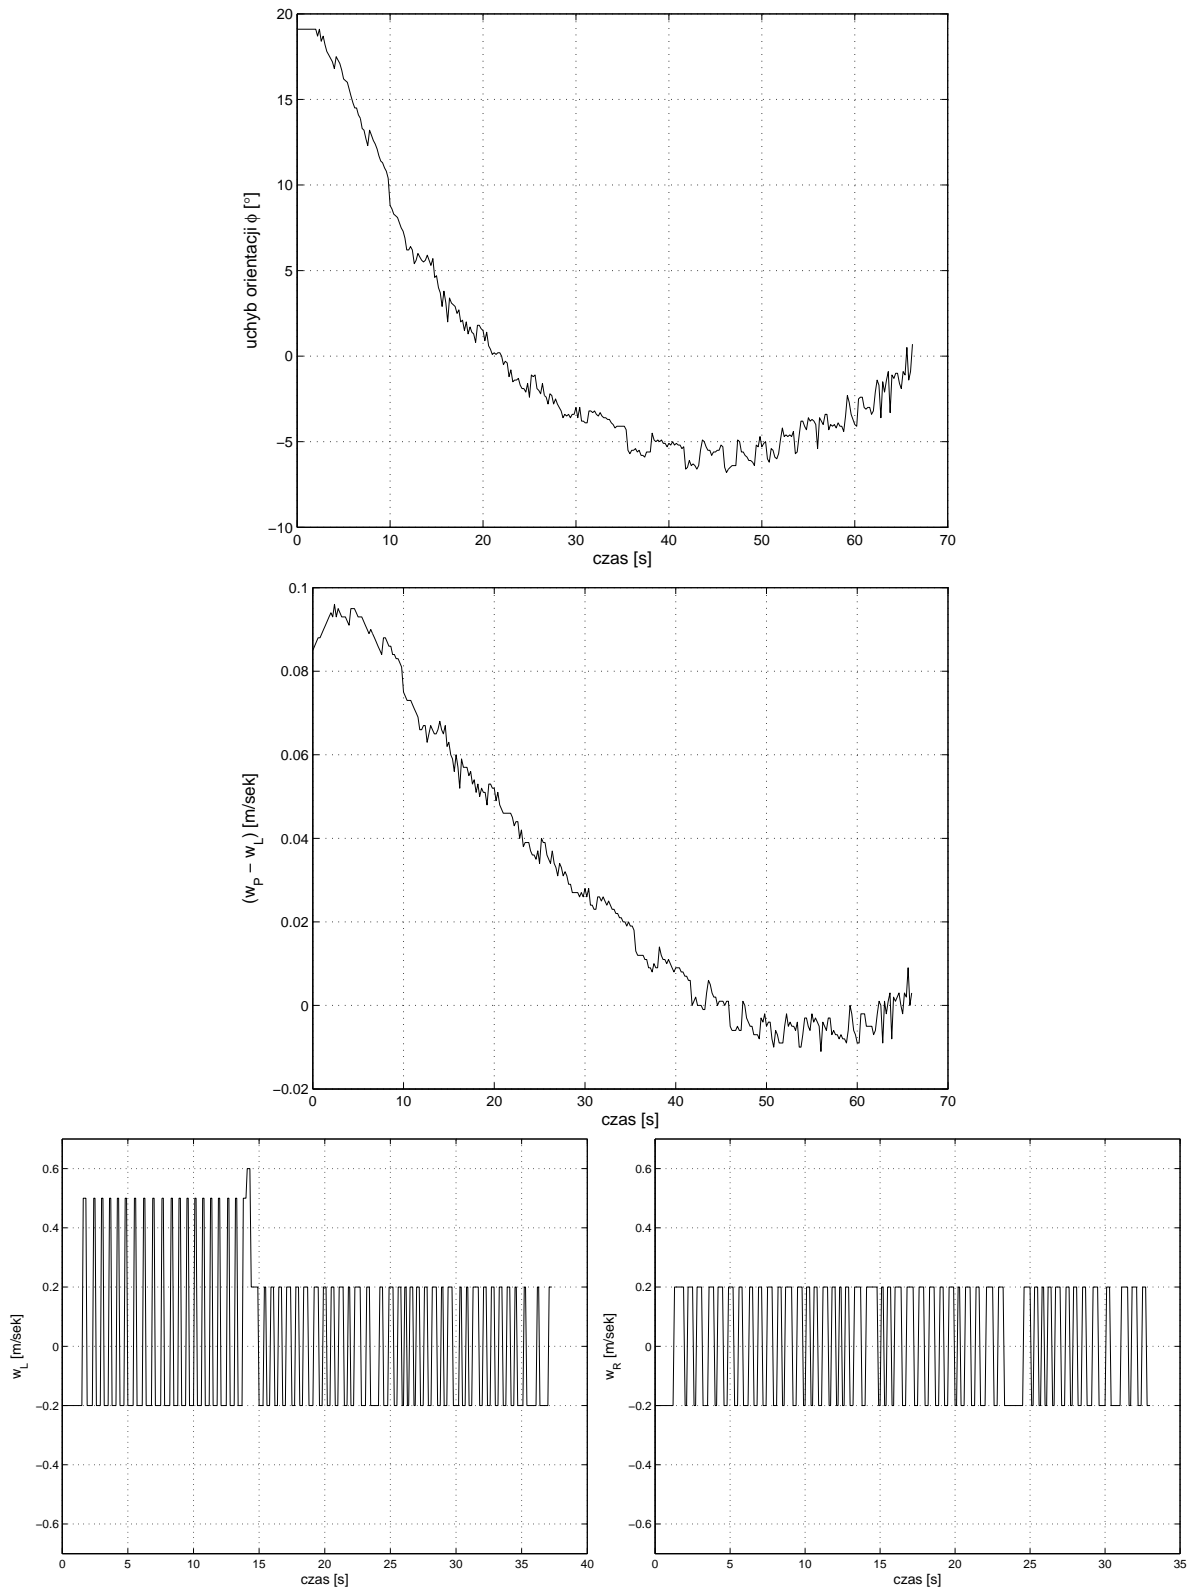 20
15
10
5
0
−5
−10
uchyb orientacji ϕ [°]
0 10 20 30 40 50 60 70
czas [s]
0.1
0.08
0.06
0.04
0.02
0
−0.02
(w_P − w_L) [m/sek]
0 10 20 30 40 50 60 70
czas [s]
0.6
0.4
0.2
0
−0.2
−0.4
−0.6
w_L [m/sek]
0 5 10 15 20 25 30 35 40
czas [s]
0.6
0.4
0.2
0
−0.2
−0.4
−0.6
w_R [m/sek]
0 5 10 15 20 25 30 35
czas [s]